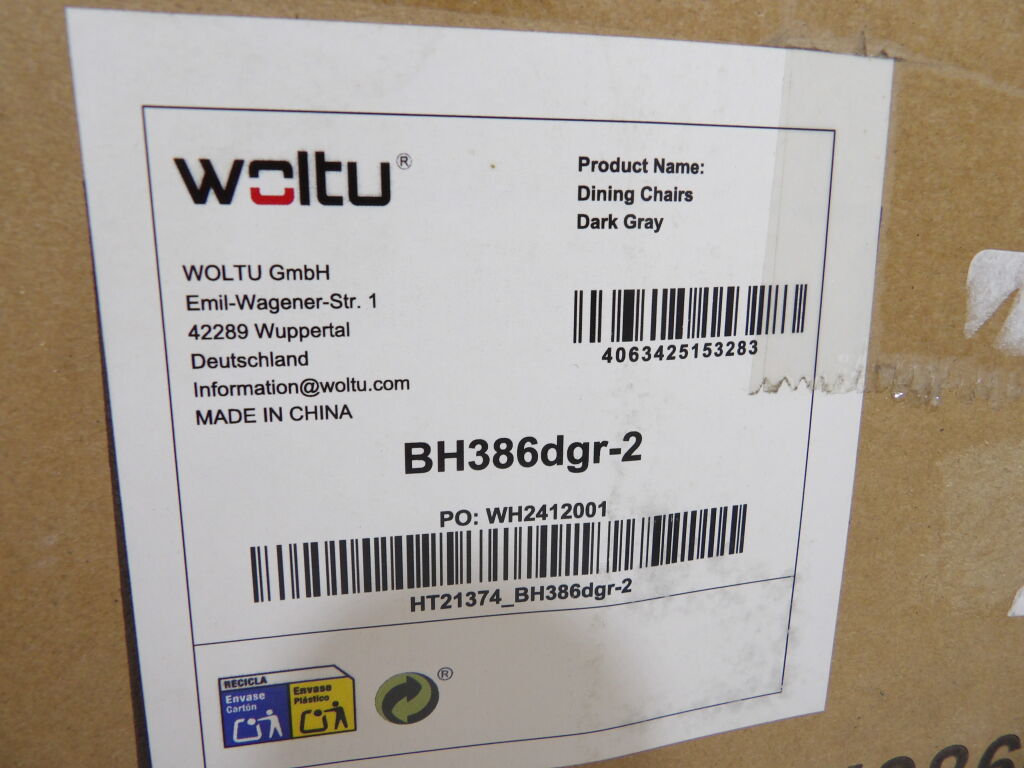 woltu®
Product Name:
Dining Chairs
Dark Gray
WOLTU GmbH
Emil-Wagener-Str. 1
42289 Wuppertal
Deutschland
Information@woltu.com
MADE IN CHINA
4063425153283
BH386dgr-2
PO: WH2412001
HT21374_BH386dgr-2
RECICLA
Envase
Cartón
Envase
Plástico
®